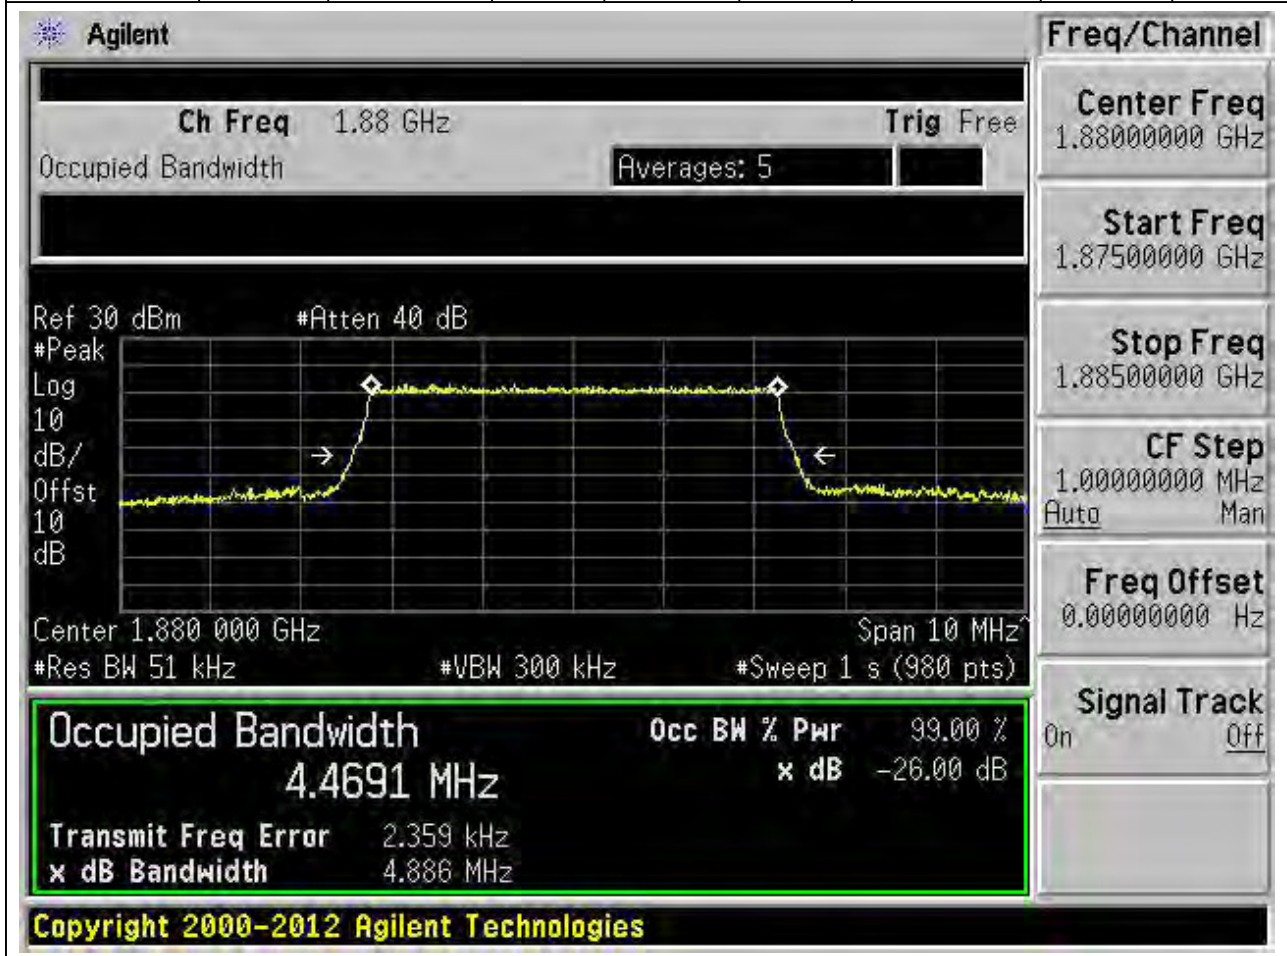 Agilent
Freq/Channel
Ch Freq 1.88 GHz Trig Free
Occupied Bandwidth Averages: 5
Center Freq
1.88000000 GHz
Start Freq
1.87500000 GHz
Stop Freq
1.88500000 GHz
CF Step
1.00000000 MHz
Auto Man
Freq Offset
0.00000000 Hz
Signal Track
On Off
Ref 30 dBm #Atten 40 dB
#Peak
Log
10
dB/
Offst
10
dB
Center 1.880 000 GHz Span 10 MHz^
#Res BW 51 kHz #VBW 300 kHz #Sweep 1 s (980 pts)
Occupied Bandwidth Occ BW % Pwr 99.00 %
4.4691 MHz x dB -26.00 dB
Transmit Freq Error 2.359 kHz
x dB Bandwidth 4.886 MHz
Copyright 2000-2012 Agilent Technologies